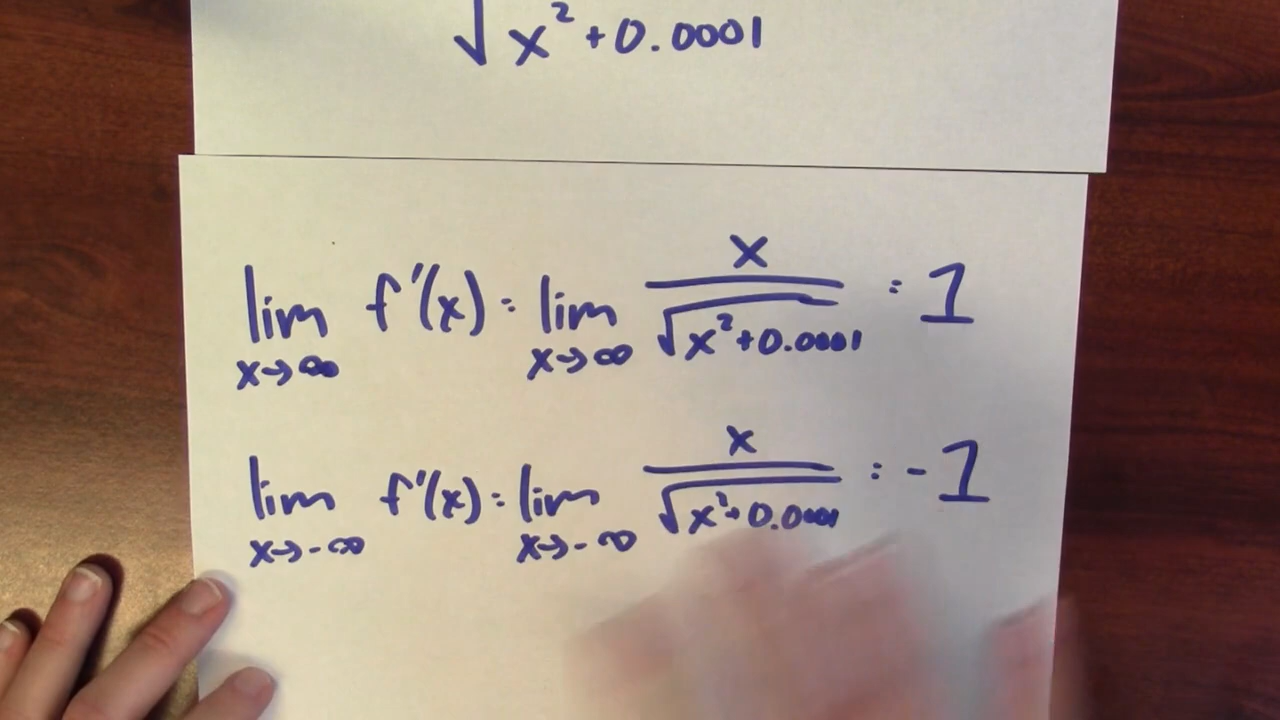 √x²+0.0001
lim x→∞ f'(x) = lim x→∞ x/√x²+0.0001 = 1
lim x→-∞ f'(x) = lim x→-∞ x/√x²+0.0001 = -1